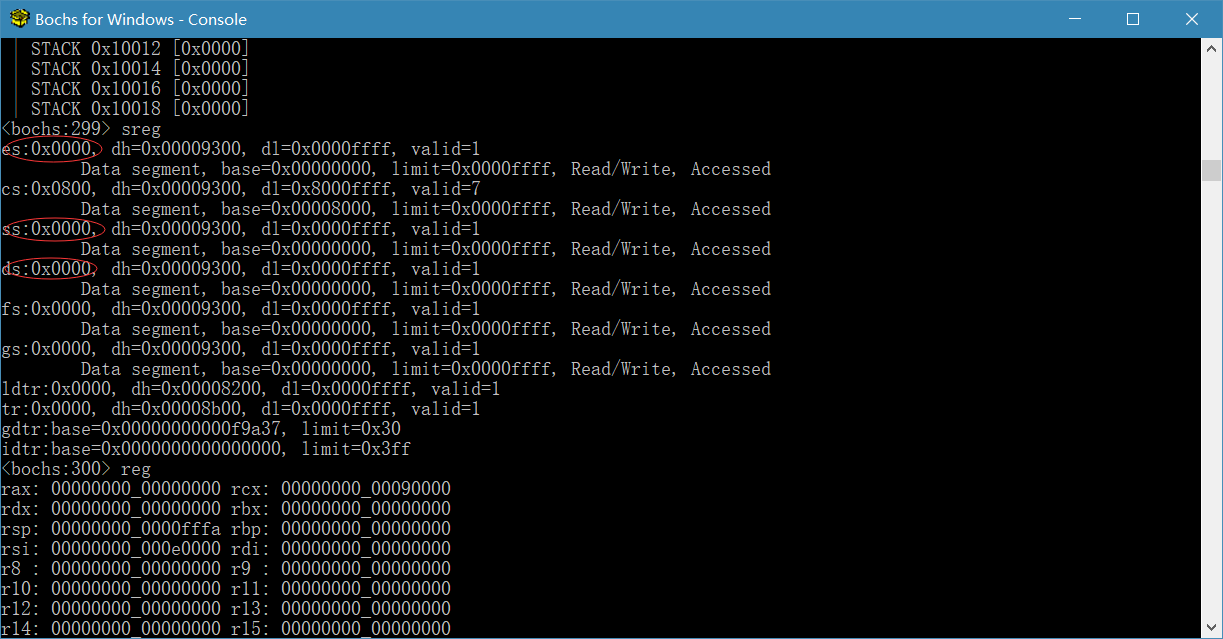 Bochs for Windows - Console
STACK 0x10012 [0x0000]
STACK 0x10014 [0x0000]
STACK 0x10016 [0x0000]
STACK 0x10018 [0x0000]
<bochs:299> sreg
es:0x0000, dh=0x00009300, dl=0x0000ffff, valid=1
        Data segment, base=0x00000000, limit=0x0000ffff, Read/Write, Accessed
cs:0x0800, dh=0x00009300, dl=0x8000ffff, valid=7
        Data segment, base=0x00008000, limit=0x0000ffff, Read/Write, Accessed
ss:0x0000, dh=0x00009300, dl=0x0000ffff, valid=1
        Data segment, base=0x00000000, limit=0x0000ffff, Read/Write, Accessed
ds:0x0000, dh=0x00009300, dl=0x0000ffff, valid=1
        Data segment, base=0x00000000, limit=0x0000ffff, Read/Write, Accessed
fs:0x0000, dh=0x00009300, dl=0x0000ffff, valid=1
        Data segment, base=0x00000000, limit=0x0000ffff, Read/Write, Accessed
gs:0x0000, dh=0x00009300, dl=0x0000ffff, valid=1
        Data segment, base=0x00000000, limit=0x0000ffff, Read/Write, Accessed
ldtr:0x0000, dh=0x00008200, dl=0x0000ffff, valid=1
tr:0x0000, dh=0x00008b00, dl=0x0000ffff, valid=1
gdtr:base=0x00000000000f9a37, limit=0x30
idtr:base=0x0000000000000000, limit=0x3ff
<bochs:300> reg
rax: 00000000_00000000 rcx: 00000000_00090000
rdx: 00000000_00000000 rbx: 00000000_00000000
rsp: 00000000_0000fffa rbp: 00000000_00000000
rsi: 00000000_000e0000 rdi: 00000000_00000000
r8 : 00000000_00000000 r9 : 00000000_00000000
r10: 00000000_00000000 r11: 00000000_00000000
r12: 00000000_00000000 r13: 00000000_00000000
r14: 00000000_00000000 r15: 00000000_00000000